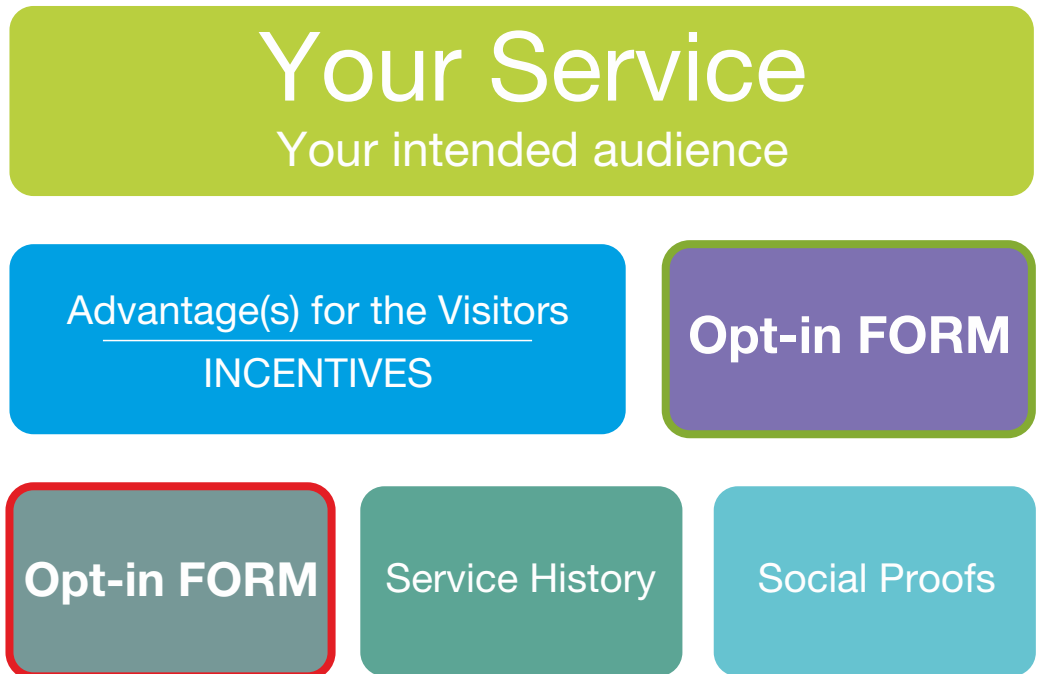 Your Service
Your intended audience
Advantage(s) for the Visitors
INCENTIVES
Opt-in FORM
Opt-in FORM
Service History
Social Proofs